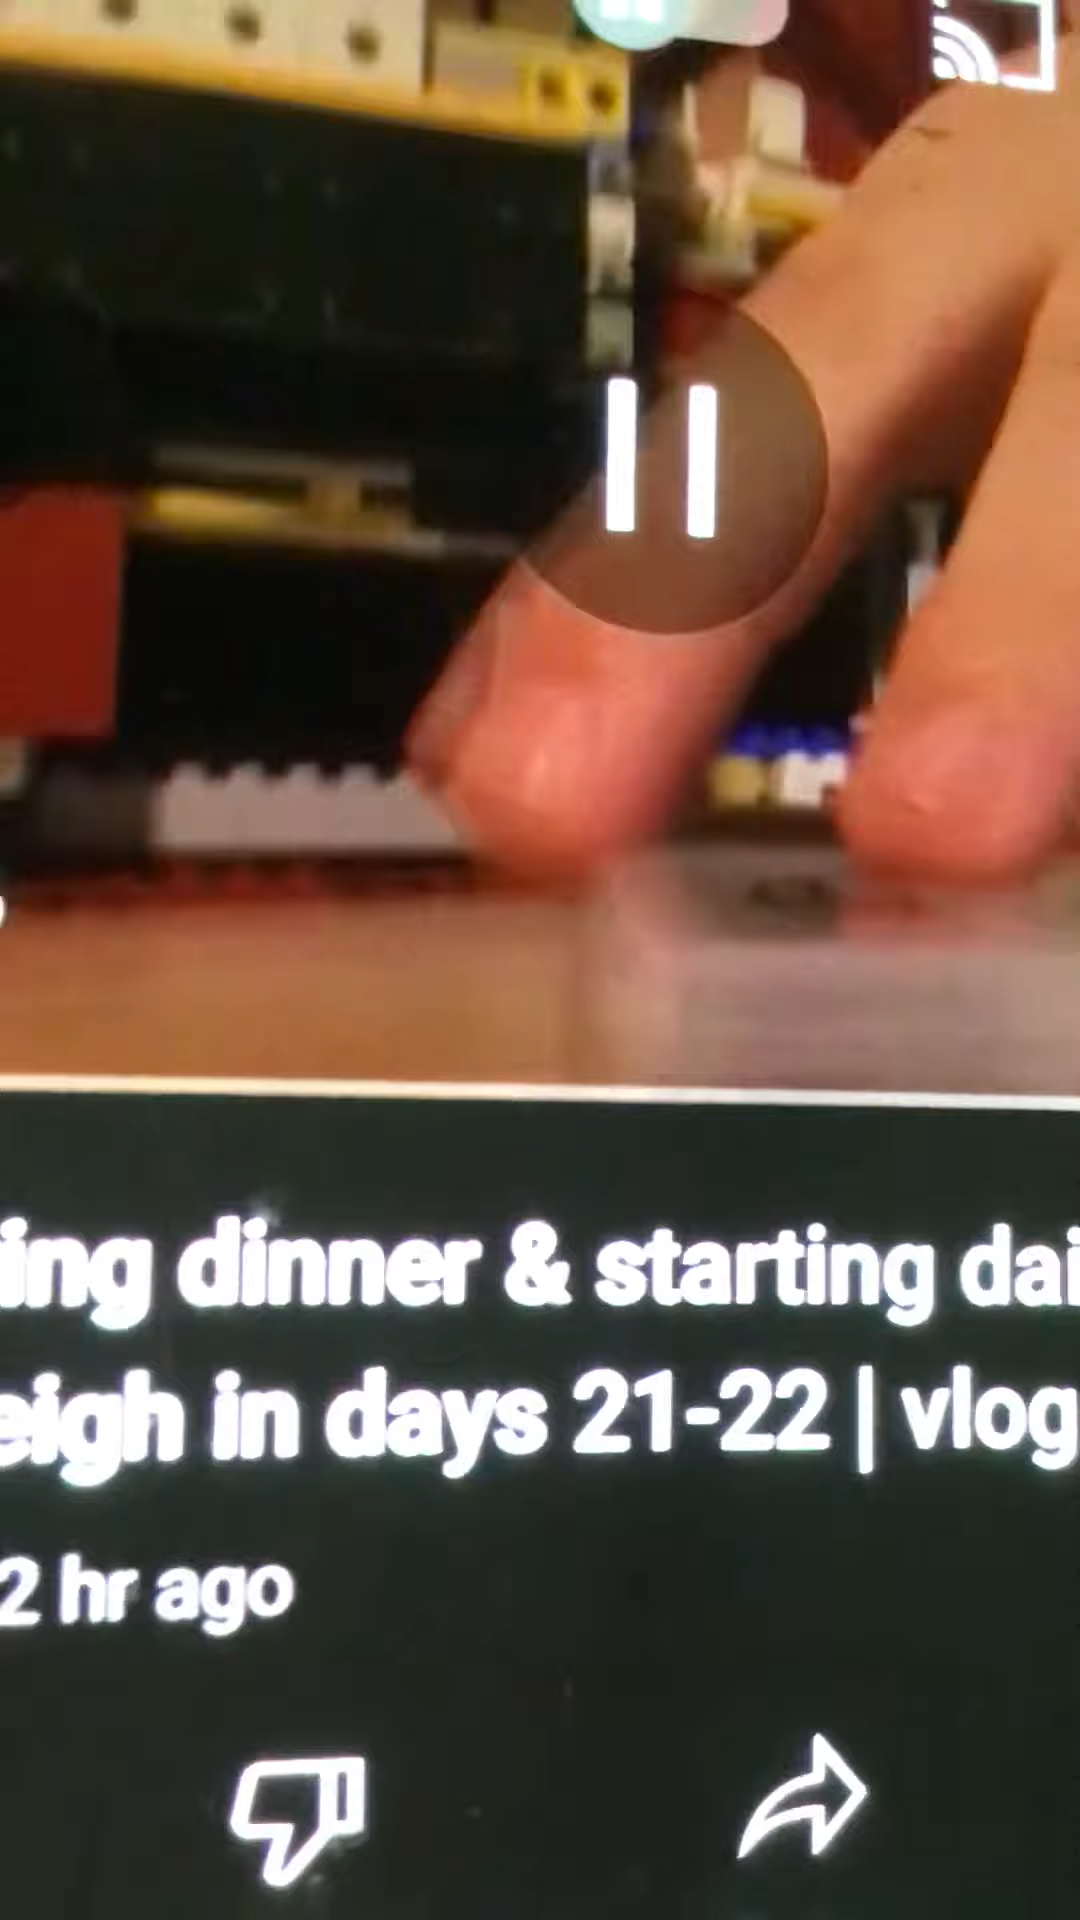 ing dinner & starting dai
eigh in days 21-22 | vlog
2 hr ago